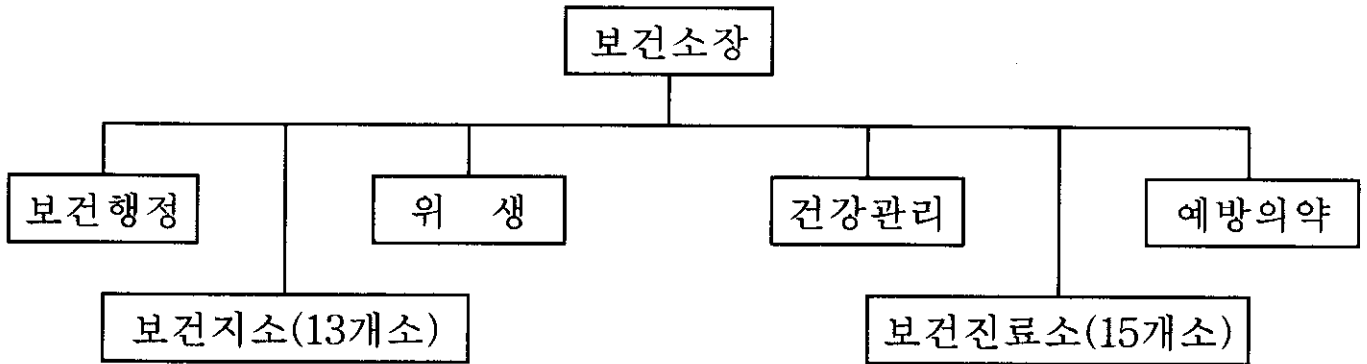 보건소장
보건행정
위 생
건강관리
예방의약
보건지소(13개소)
보건진료소(15개소)